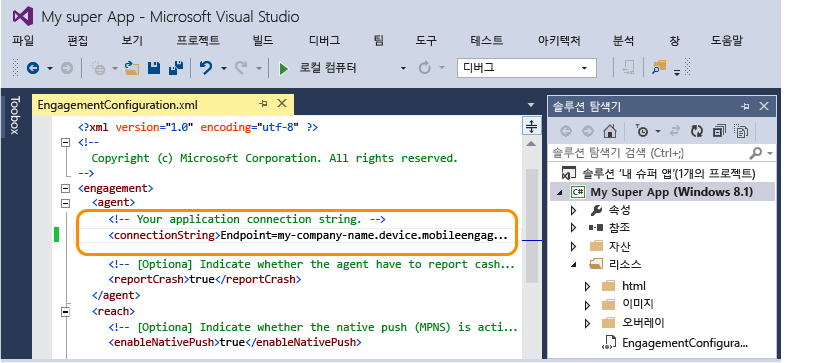 My super App - Microsoft Visual Studio
파일 편집 보기 프로젝트 빌드 디버그 팀 도구 테스트 아키텍처 분석 창 도움말
로컬 컴퓨터 디버그
Toobox
EngagementConfiguration.xml
<?xml version="1.0" encoding="utf-8" ?>
<!--
Copyright (c) Microsoft Corporation. All rights reserved.
-->
<engagement>
<agent>
<!-- Your application connection string. -->
<connectionString>Endpoint=my-company-name.device.mobileengag...
<!-- [Optiona] Indicate whether the agent have to report cash...
<reportCrash>true</reportCrash>
</agent>
<reach>
<!-- [Optiona] Indicate whether the native push (MPNS) is acti...
<enableNativePush>true</enableNativePush>
솔루션 탐색기
솔루션 탐색기 검색 (Ctrl+;)
솔루션 '내 슈퍼 앱'(1개의 프로젝트)
C# My Super App (Windows 8.1)
속성
참조
자산
리소스
html
이미지
오버레이
EngagementConfigura...